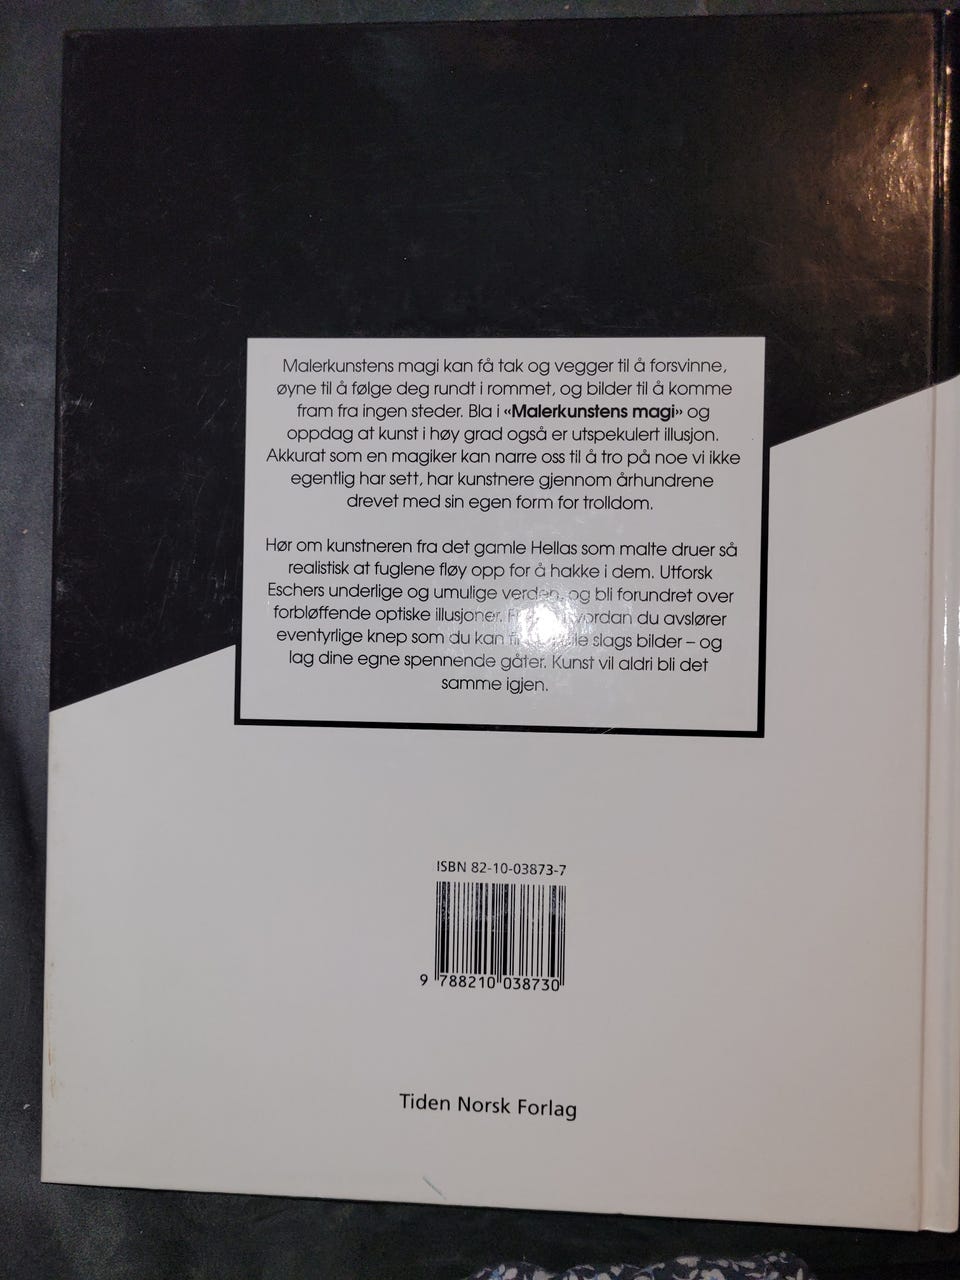 Malerkunstens magi kan få tak og vegger til å forsvinne,
øyne til å følge deg rundt i rommet, og bilder til å komme
fram fra ingen steder. Bla i «Malerkunstens magi» og
oppdag at kunst i høy grad også er utspekulert illusjon.
Akkurat som en magiker kan narre oss til å tro på noe vi ikke
egentlig har sett, har kunstnere gjennom århundrene
drevet med sin egen form for trolldom.
Hør om kunstneren fra det gamle Hellas som malte druer så
realistisk at fuglene fløy opp for å hakke i dem. Utforsk
Eschers underlige og umulige verden, og bli forundret over
forbløffende optiske illusjoner. hvordan du avslører
eventyrlige knep som du kan slags bilder – og
lag dine egne spennende gåter. Kunst vil aldri bli det
samme igjen.
ISBN 82-10-03873-7
9 788210 038730
Tiden Norsk Forlag